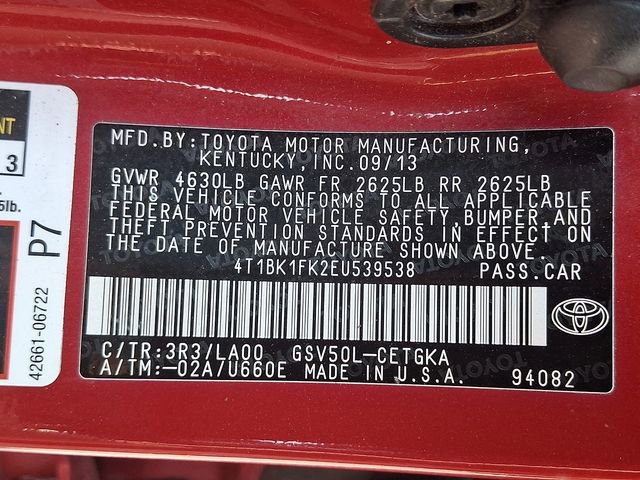 NT
3
5lb.
P7
42661-06722
MFD.BY:TOYOTA MOTOR MANUFACTURING,
KENTUCKY,INC.09/13
GVWR 4630LB GAWR FR 2625LB RR 2625LB
THIS VEHICLE CONFORMS TO ALL APPLICABLE
FEDERAL MOTOR VEHICLE SAFETY,BUMPER,AND
THEFT PREVENTION STANDARDS IN EFFECT ON
THE DATE OF MANUFACTURE SHOWN ABOVE.
4T1BK1FK2EU539538 PASS.CAR
C/TR:3R3/LA00 GSV50L-CETGKA
A/TM:-02A/U660E MADE IN U.S.A. 94082